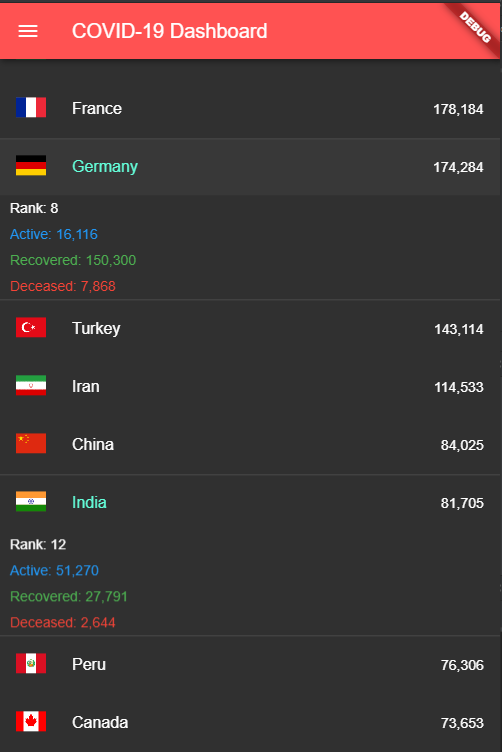 COVID-19 Dashboard
DEBUG
France 178,184
Germany 174,284
Rank: 8
Active: 16,116
Recovered: 150,300
Deceased: 7,868
Turkey 143,114
Iran 114,533
China 84,025
India 81,705
Rank: 12
Active: 51,270
Recovered: 27,791
Deceased: 2,644
Peru 76,306
Canada 73,653